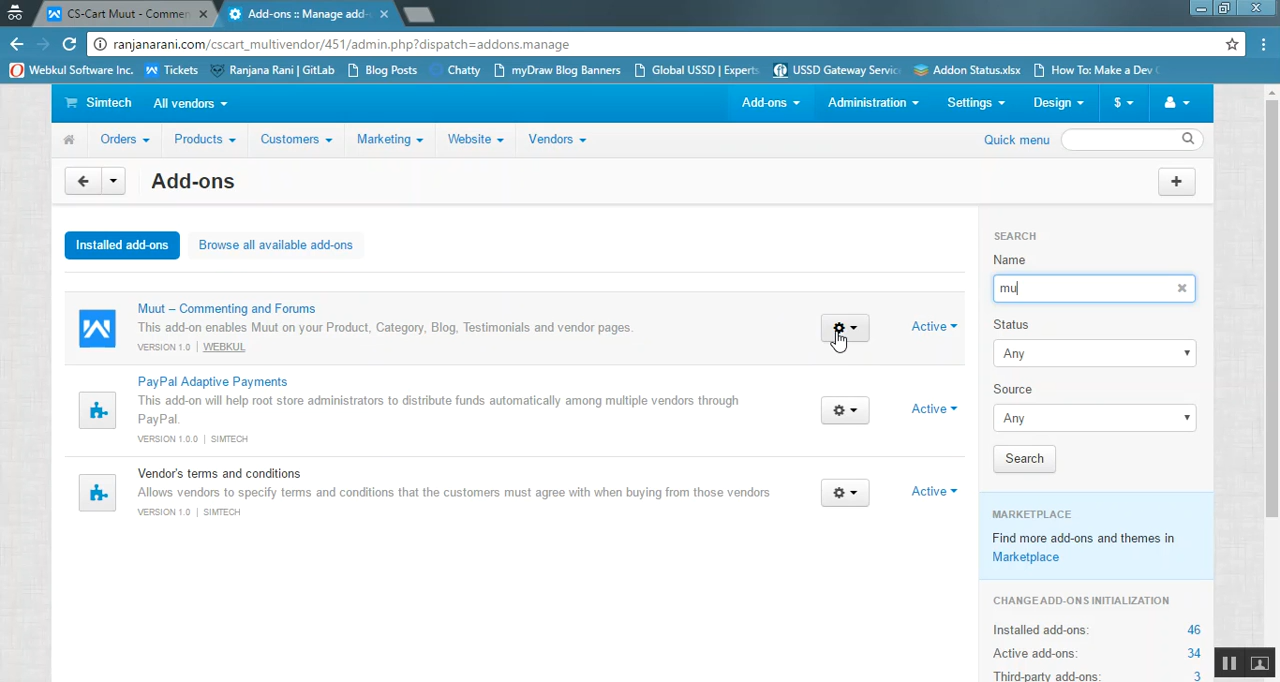 CS-Cart Muut - Commen
Add-ons :: Manage add-
ranjanarani.com/cscart_multivendor/451/admin.php?dispatch=addons.manage
Webkul Software Inc.
Tickets
Ranjana Rani | GitLab
Blog Posts
Chatty
myDraw Blog Banners
Global USSD | Experts
USSD Gateway Servic
Addon Status.xlsx
How To: Make a Dev
Simtech
All vendors
Add-ons
Administration
Settings
Design
$
Orders
Products
Customers
Marketing
Website
Vendors
Quick menu
Add-ons
+
Installed add-ons
Browse all available add-ons
Muut – Commenting and Forums
This add-on enables Muut on your Product, Category, Blog, Testimonials and vendor pages.
VERSION 1.0 | WEBKUL
Active
PayPal Adaptive Payments
This add-on will help root store administrators to distribute funds automatically among multiple vendors through
PayPal.
VERSION 1.0.0 | SIMTECH
Active
Vendor's terms and conditions
Allows vendors to specify terms and conditions that the customers must agree with when buying from those vendors
VERSION 1.0 | SIMTECH
Active
SEARCH
Name
mu
Status
Any
Source
Any
Search
MARKETPLACE
Find more add-ons and themes in
Marketplace
CHANGE ADD-ONS INITIALIZATION
Installed add-ons: 46
Active add-ons: 34
Third-party add-ons: 3